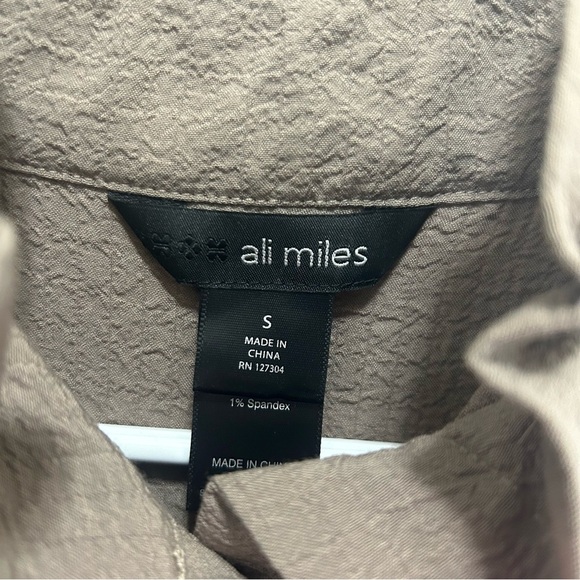 ali miles
S
MADE IN
CHINA
RN 127304
1% Spandex
MADE IN